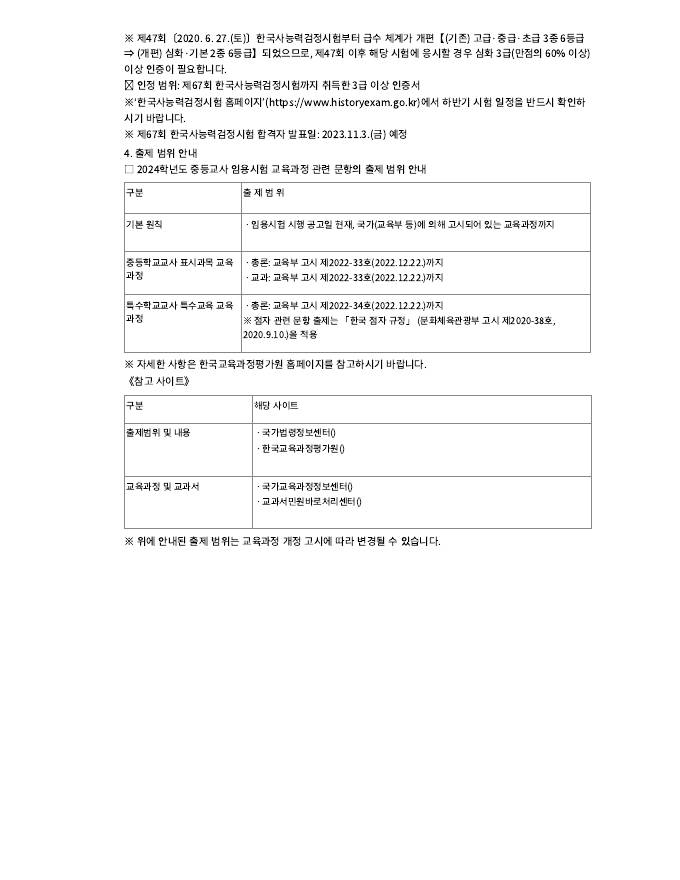 ※ 제47회〔2020. 6. 27.(토)〕한국사능력검정시험부터 급수 체계가 개편【(기존) 고급· 중급· 초급 3종 6등급
⇒ (개편) 심화 ·기본 2종 6등급】되었으므로, 제47회 이후 해당 시험에 응시할 경우 심화 3급(만점의 60% 이상)
이상 인증이 필요합니다.
☒ 인정 범위: 제67회 한국사능력검정시험까지 취득한 3급 이상 인증서
※‘한국사능력검정시험 홈페이지’(https://www.historyexam.go.kr)에서 하반기 시험 일정을 반드시 확인하
시기 바랍니다.
※ 제67회 한국사능력검정시험 합격자 발표일: 2023.11.3.(금) 예정
4. 출제 범위 안내
□ 2024학년도 중등교사 임용시험 교육과정 관련 문항의 출제 범위 안내
구분 출 제 범 위
기본 원칙 · 임용시험 시행 공고일 현재, 국가(교육부 등)에 의해 고시되어 있는 교육과정까지
중등학교교사 표시과목 교육
과정
· 총론: 교육부 고시 제2022-33호(2022.12.22.)까지
· 교과: 교육부 고시 제2022-33호(2022.12.22.)까지
특수학교교사 특수교육 교육
과정
· 총론: 교육부 고시 제2022-34호(2022.12.22.)까지
※ 점자 관련 문항 출제는 「한국 점자 규정」 (문화체육관광부 고시 제2020-38호,
2020.9.10.)을 적용
※ 자세한 사항은 한국교육과정평가원 홈페이지를 참고하시기 바랍니다.
《참고 사이트》
구분 해당 사이트
출제범위 및 내용
· 국가법령정보센터()
· 한국교육과정평가원()
교육과정 및 교과서
· 국가교육과정정보센터()
· 교과서민원바로처리센터()
※ 위에 안내된 출제 범위는 교육과정 개정 고시에 따라 변경될 수 있습니다.